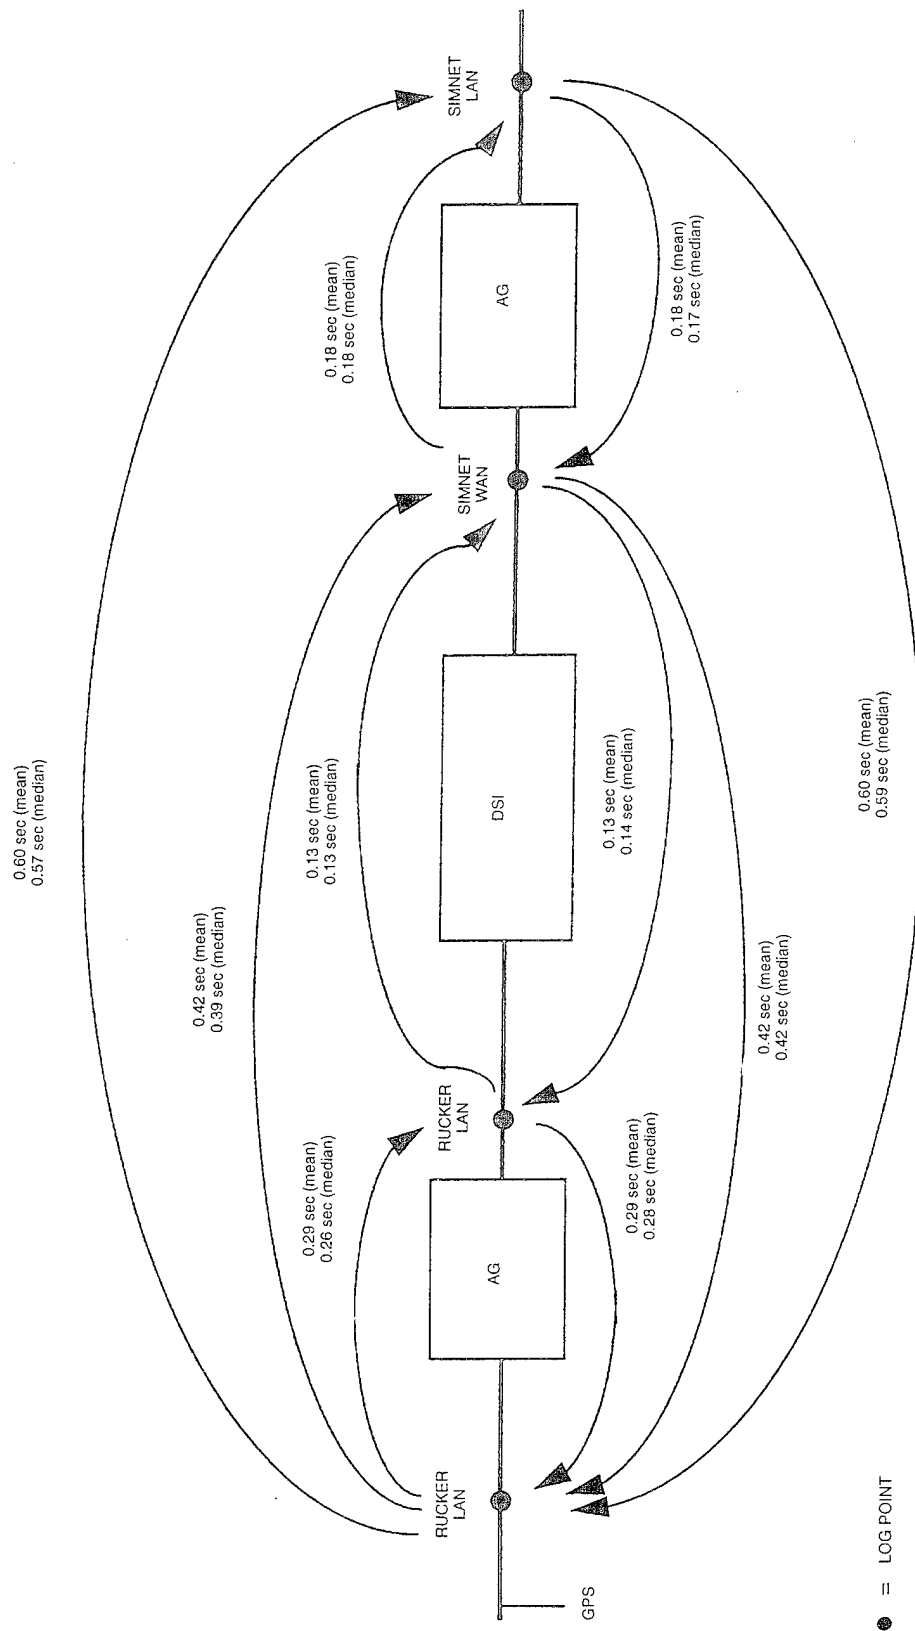 0.60 sec (mean)
0.57 sec (median)
0.42 sec (mean)
0.39 sec (median)
0.29 sec (mean)
0.26 sec (median)
0.13 sec (mean)
0.13 sec (median)
0.18 sec (mean)
0.18 sec (median)
RUCKER
LAN
RUCKER
LAN
SIMNET
WAN
SIMNET
LAN
AG
DSI
AG
GPS
0.29 sec (mean)
0.28 sec (median)
0.13 sec (mean)
0.14 sec (median)
0.18 sec (mean)
0.17 sec (median)
0.42 sec (mean)
0.42 sec (median)
0.60 sec (mean)
0.59 sec (median)
= LOG POINT